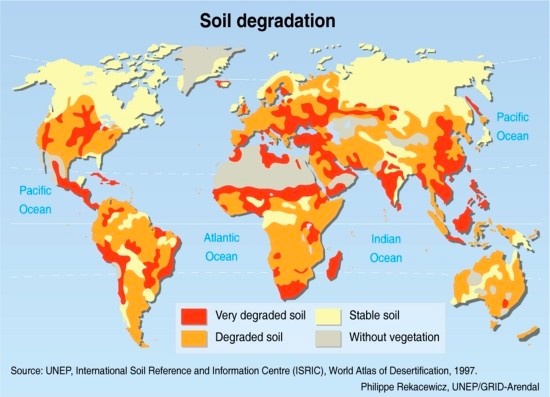 Soil degradation
Pacific
Ocean
Pacific
Ocean
Atlantic
Ocean
Indian
Ocean
Very degraded soil
Stable soil
Degraded soil
Without vegetation
Source: UNEP, International Soil Reference and Information Centre (ISRIC), World Atlas of Desertification, 1997.
Philippe Rekacewicz, UNEP/GRID-Arendal